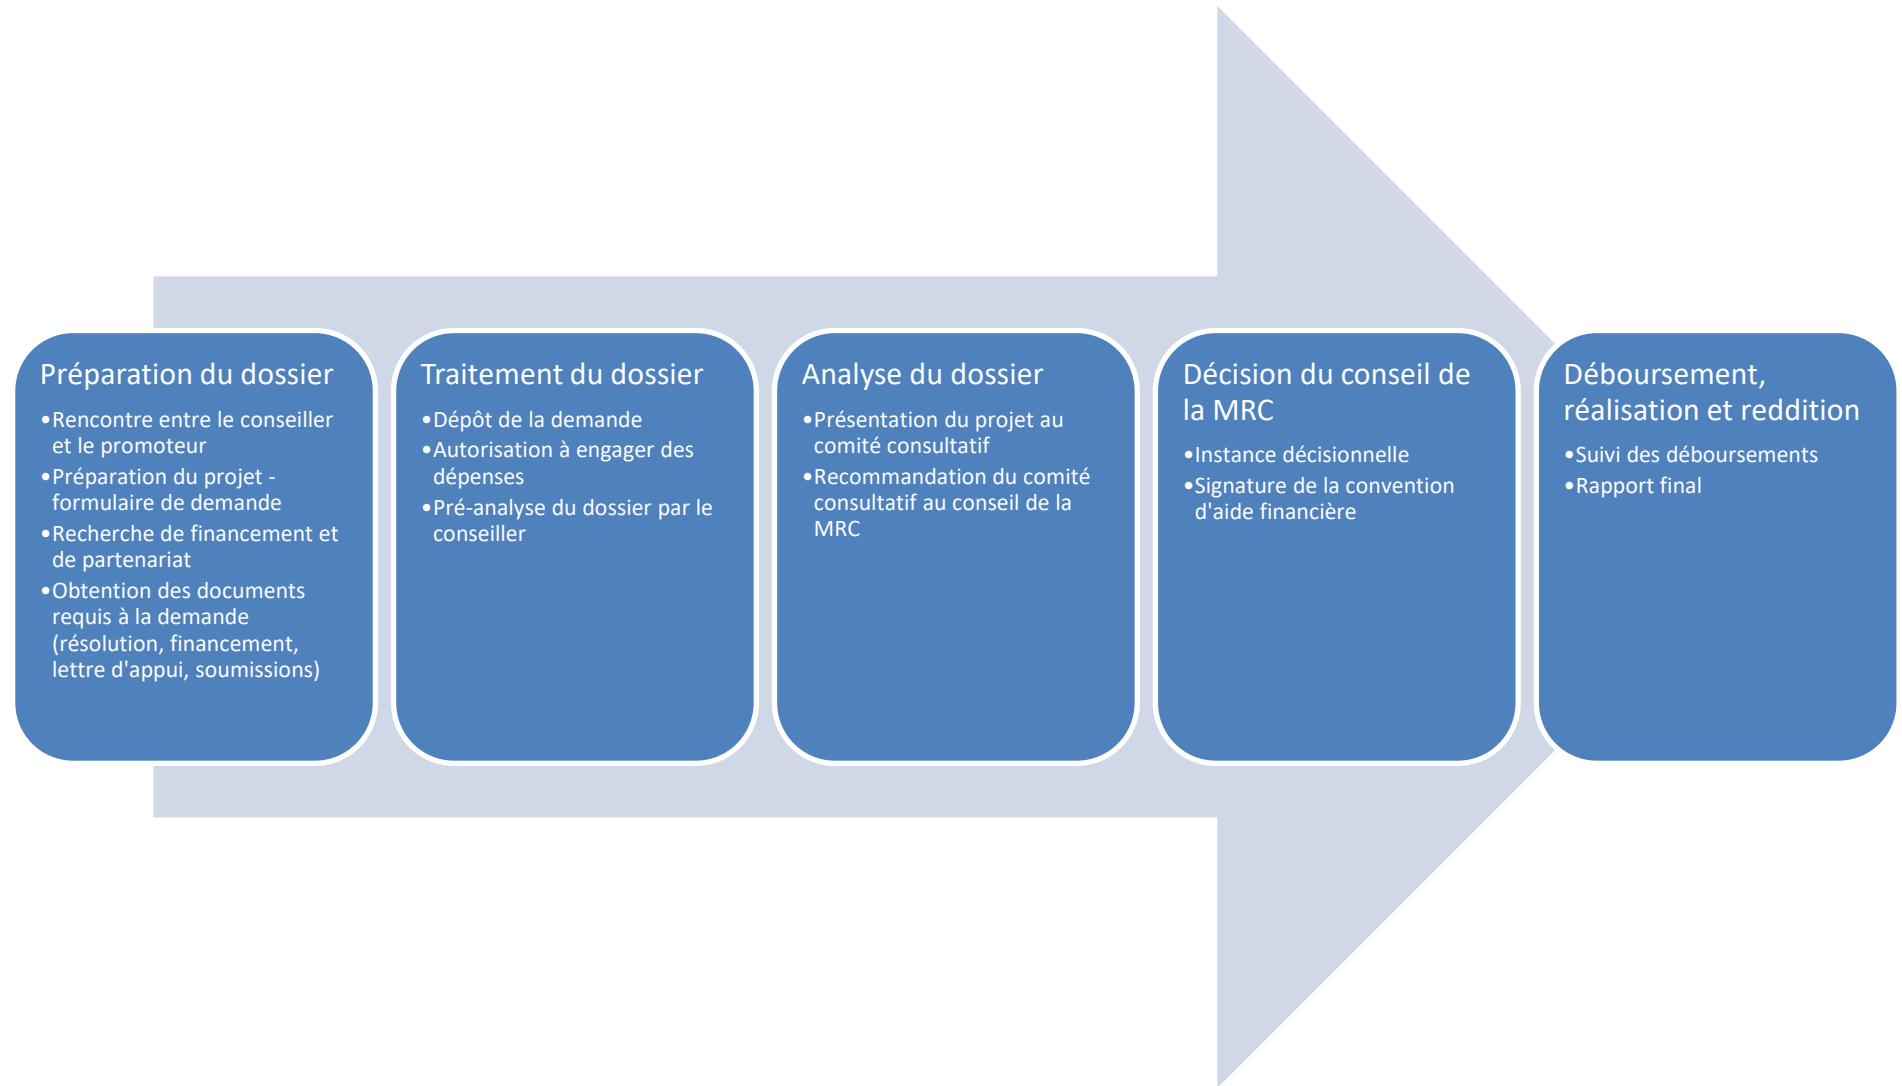 Préparation du dossier
•Rencontre entre le conseiller
et le promoteur
•Préparation du projet -
formulaire de demande
•Recherche de financement et
de partenariat
•Obtention des documents
requis à la demande
(résolution, financement,
lettre d'appui, soumissions)
Traitement du dossier
•Dépôt de la demande
•Autorisation à engager des
dépenses
•Pré-analyse du dossier par le
conseiller
Analyse du dossier
•Présentation du projet au
comité consultatif
•Recommandation du comité
consultatif au conseil de la
MRC
Décision du conseil de
la MRC
•Instance décisionnelle
•Signature de la convention
d'aide financière
Déboursement,
réalisation et reddition
•Suivi des déboursements
•Rapport final